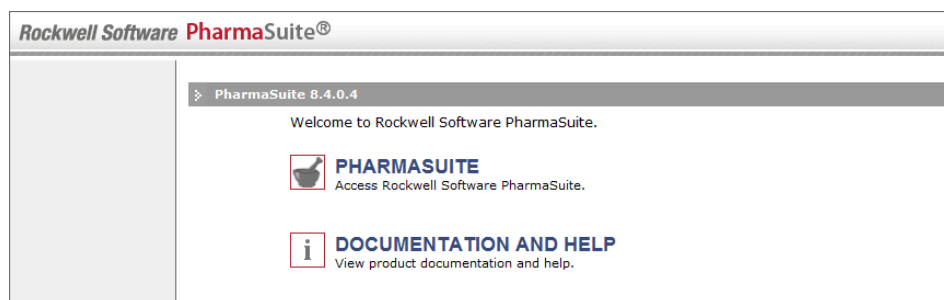 Rockwell Software PharmaSuite®
PharmaSuite 8.4.0.4
Welcome to Rockwell Software PharmaSuite.
PHARMASUITE
Access Rockwell Software PharmaSuite.
i
DOCUMENTATION AND HELP
View product documentation and help.